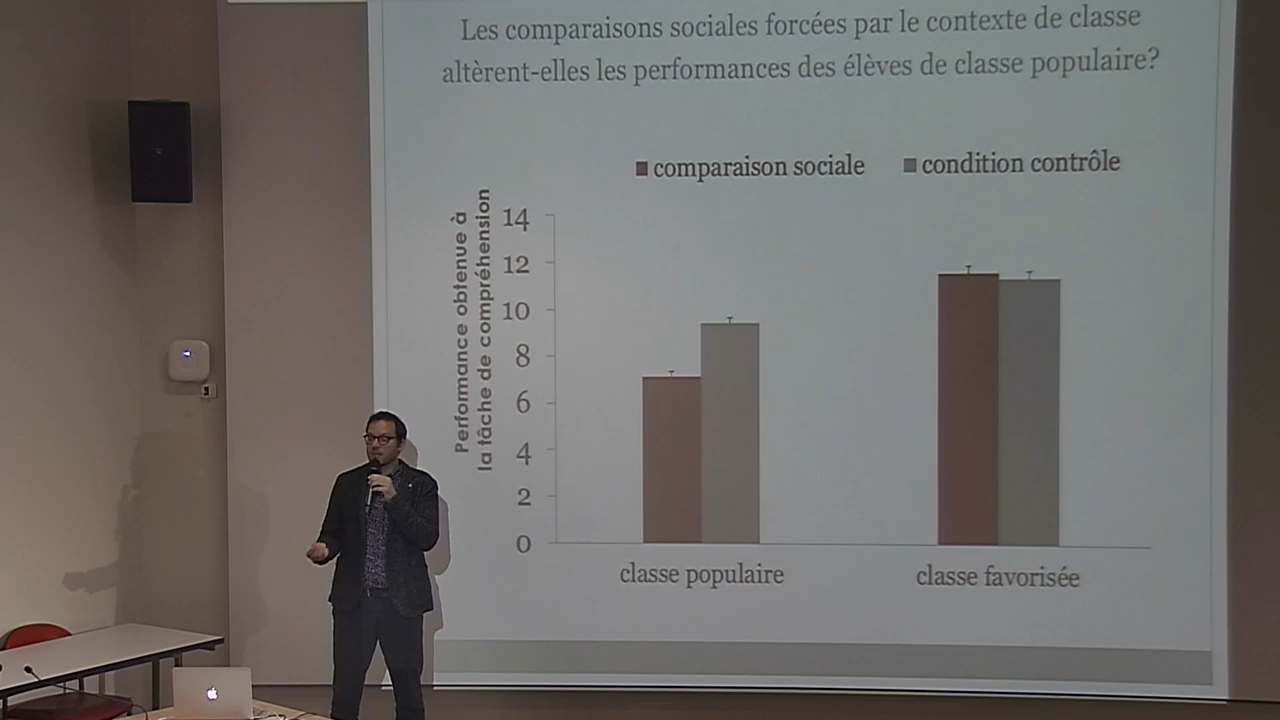 Les comparaisons sociales forcées par le contexte de classe
altèrent-elles les performances des élèves de classe populaire?
comparaison sociale
condition contrôle
Performance obtenue à
la tâche de compréhension
14
12
10
8
6
4
2
0
classe populaire
classe favorisée